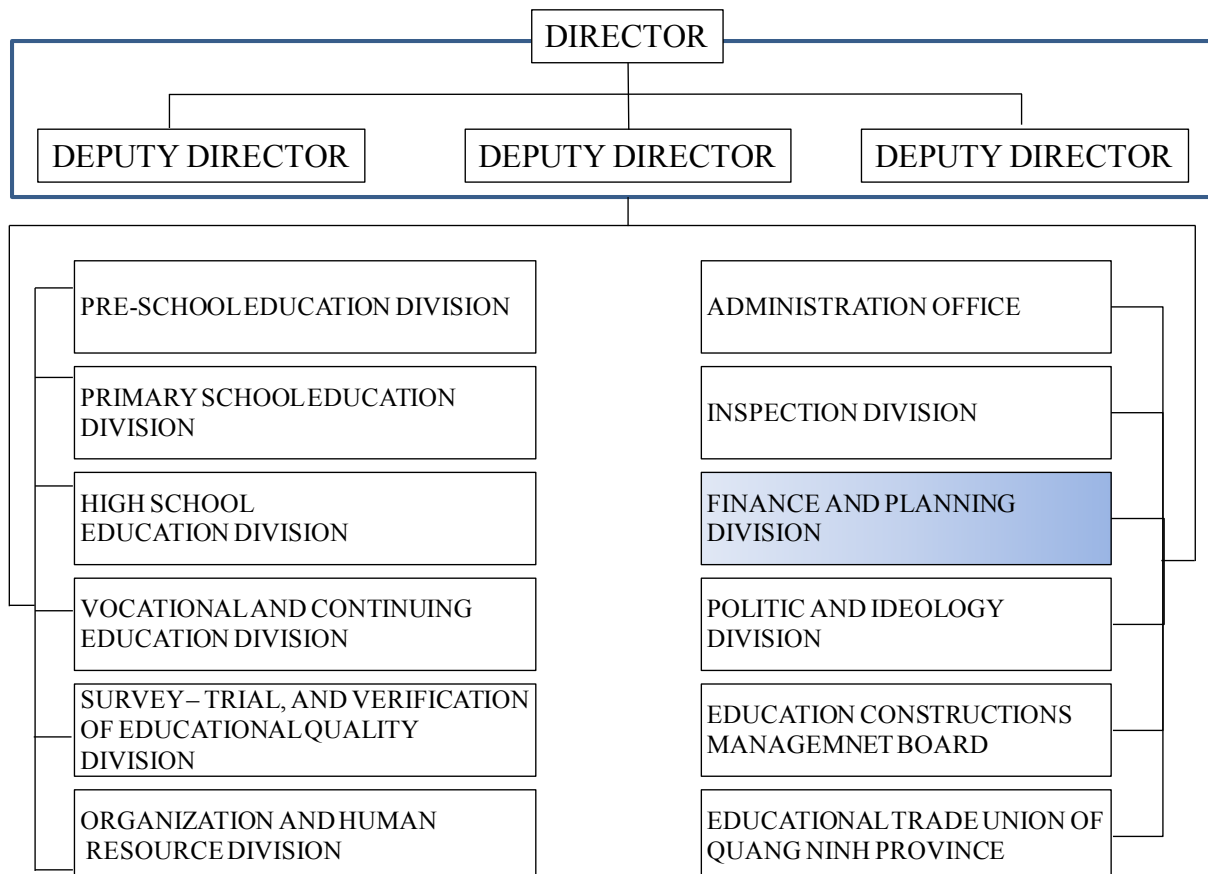 DIRECTOR
DEPUTY DIRECTOR
DEPUTY DIRECTOR
DEPUTY DIRECTOR
PRE-SCHOOL EDUCATION DIVISION
PRIMARY SCHOOL EDUCATION
DIVISION
HIGH SCHOOL
EDUCATION DIVISION
VOCATIONAL AND CONTINUING
EDUCATION DIVISION
SURVEY – TRIAL, AND VERIFICATION
OF EDUCATIONAL QUALITY
DIVISION
ORGANIZATION AND HUMAN
RESOURCE DIVISION
ADMINISTRATION OFFICE
INSPECTION DIVISION
FINANCE AND PLANNING
DIVISION
POLITIC AND IDEOLOGY
DIVISION
EDUCATION CONSTRUCTIONS
MANAGEMNET BOARD
EDUCATIONAL TRADE UNION OF
QUANG NINH PROVINCE